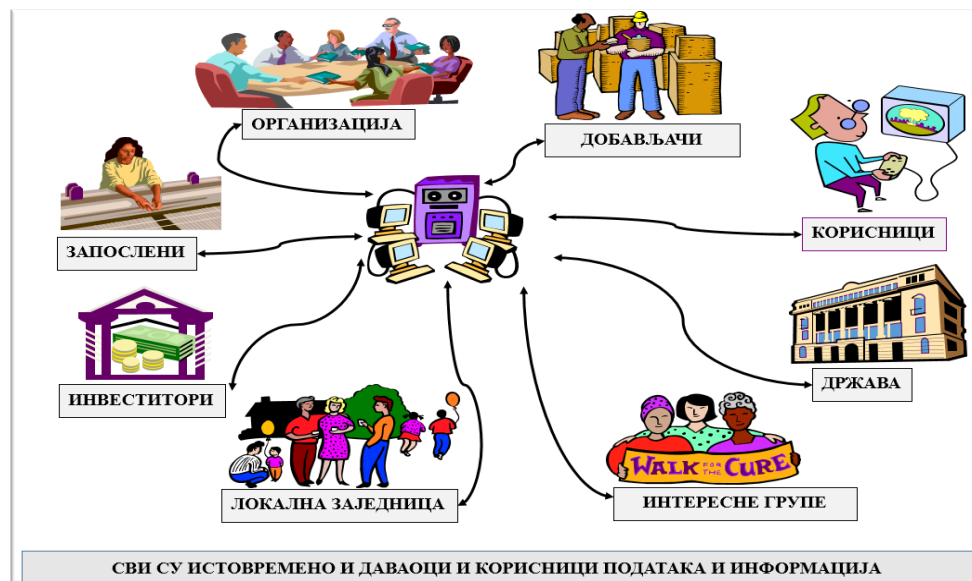 ОРГАНИЗАЦИЈА
ДОБАВЉАЧИ
КОРИСНИЦИ
ЗАПОСЛЕНИ
ДРЖАВА
ИНВЕСТИТОРИ
WALK FOR THE CURE
ЛОКАЛНА ЗАЈЕДНИЦА
ИНТЕРЕСНЕ ГРУПЕ
СВИ СУ ИСТОВРЕМЕНО И ДАВАОЦИ И КОРИСНИЦИ ПОДАТАКА И ИНФОРМАЦИЈА